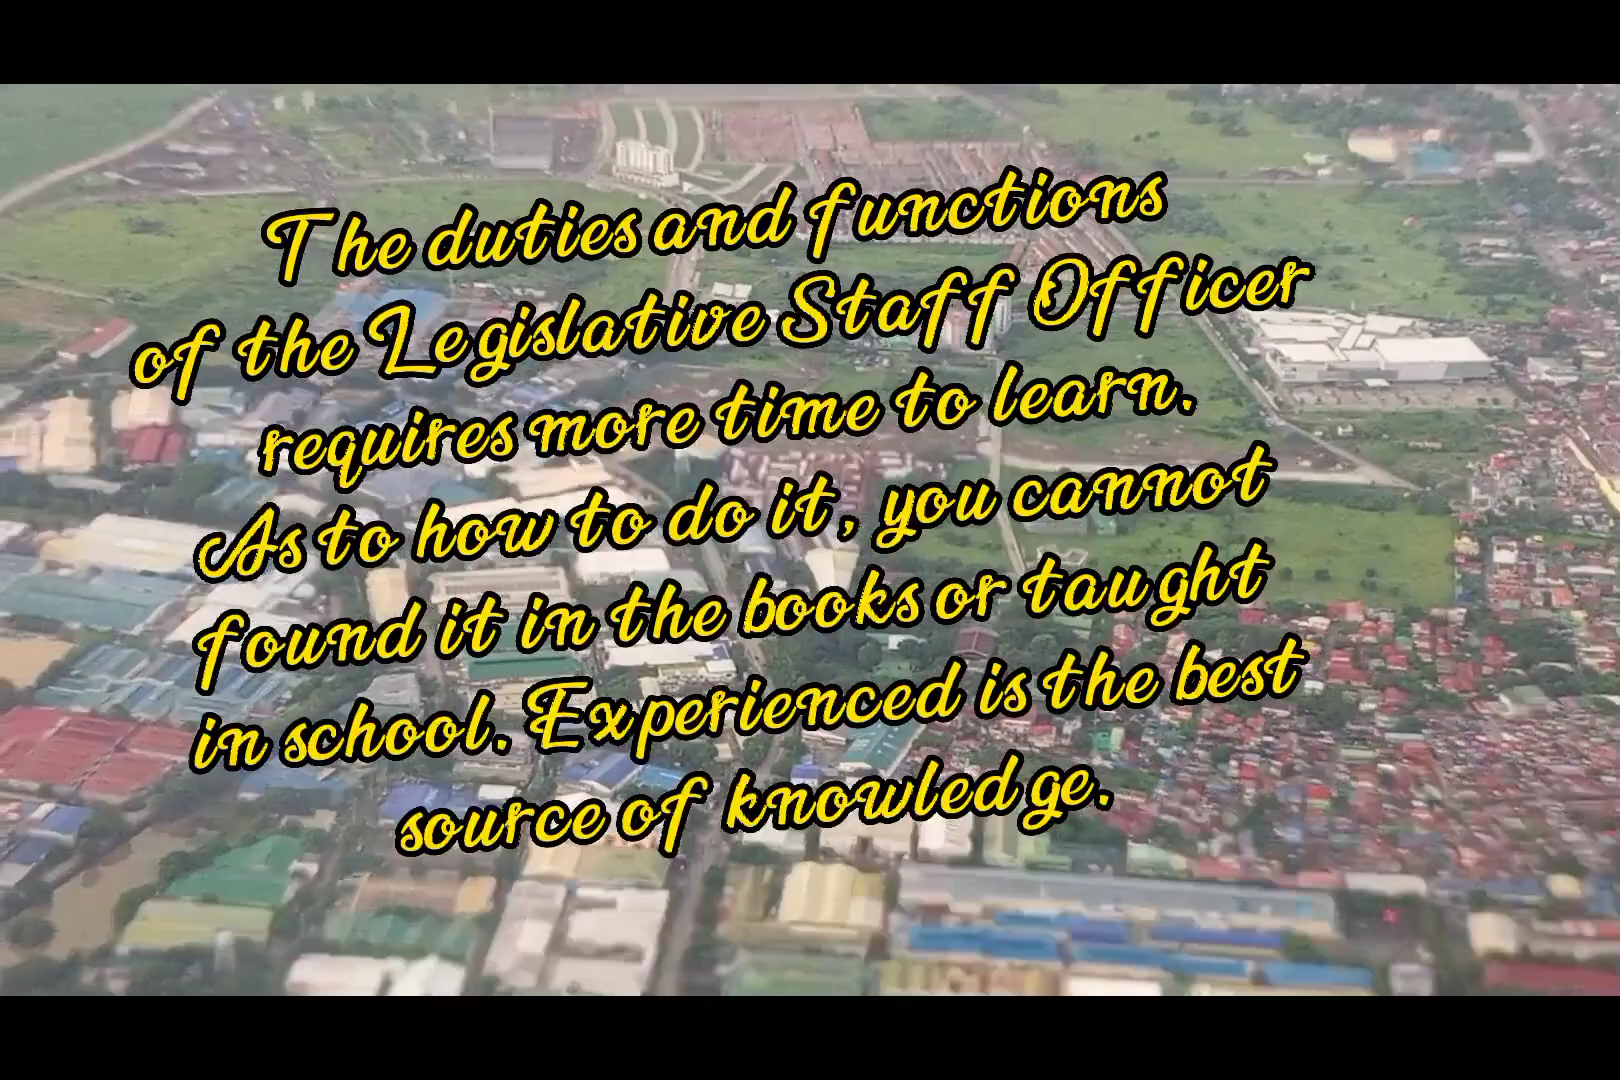 The duties and functions
of the Legislative Staff Officer
requires more time to learn.
As to how to do it, you cannot
found it in the books or taught
in school. Experienced is the best
source of knowledge.